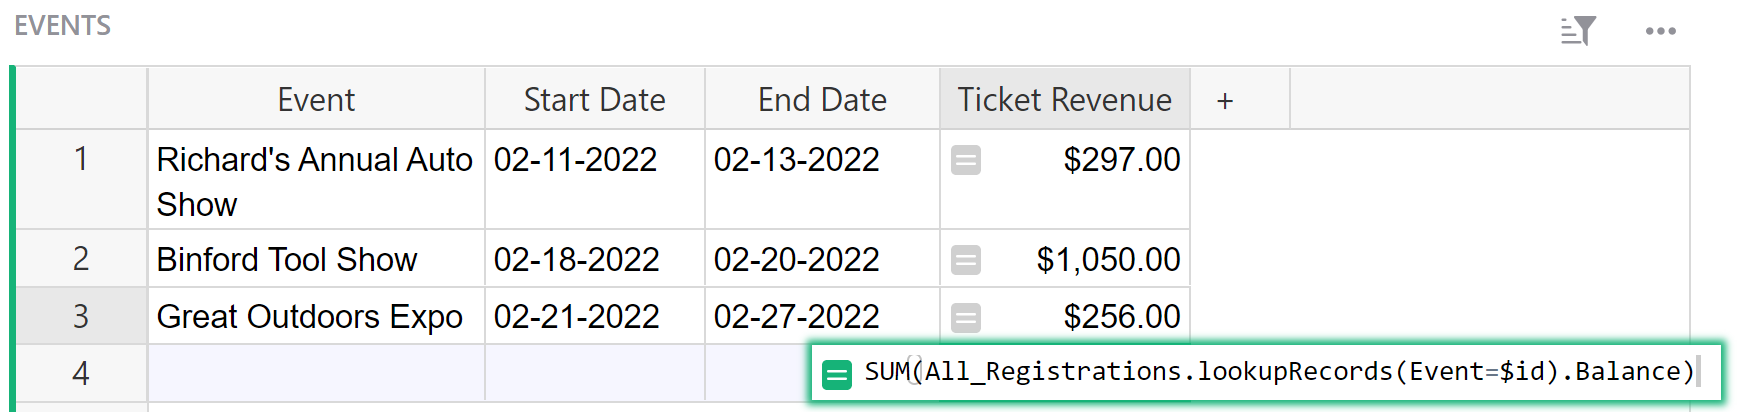 EVENTS
Event Start Date End Date Ticket Revenue +
1 Richard's Annual Auto Show 02-11-2022 02-13-2022 = $297.00
2 Binford Tool Show 02-18-2022 02-20-2022 = $1,050.00
3 Great Outdoors Expo 02-21-2022 02-27-2022 = $256.00
4 = SUM(All_Registrations.lookupRecords(Event=$id).Balance)